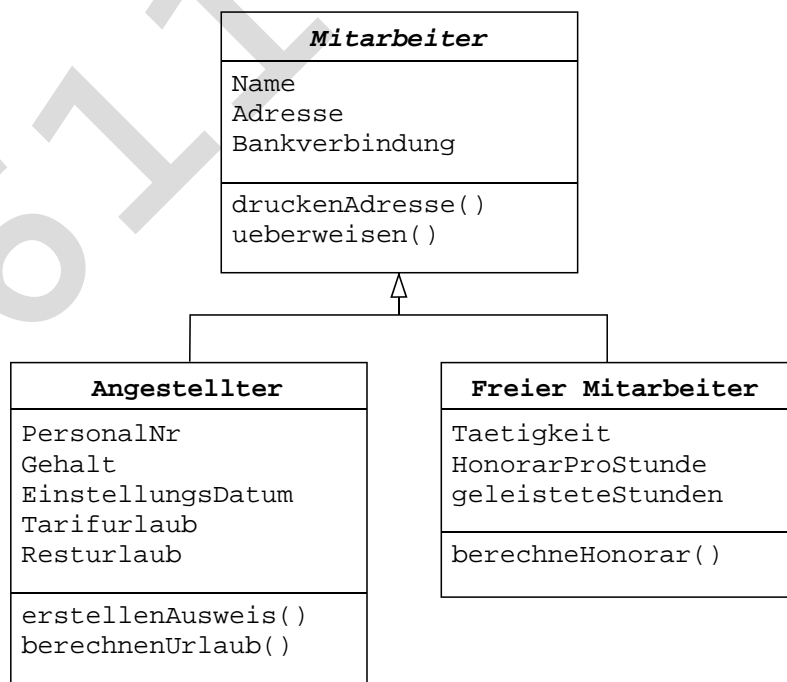 Mitarbeiter
Name
Adresse
Bankverbindung
druckenAdresse()
ueberweisen()
Angestellter
PersonalNr
Gehalt
EinstellungsDatum
Tarifurlaub
Resturlaub
erstellenAusweis()
berechnenUrlaub()
Freier Mitarbeiter
Taetigkeit
HonorarProStunde
geleisteteStunden
berechneHonorar()